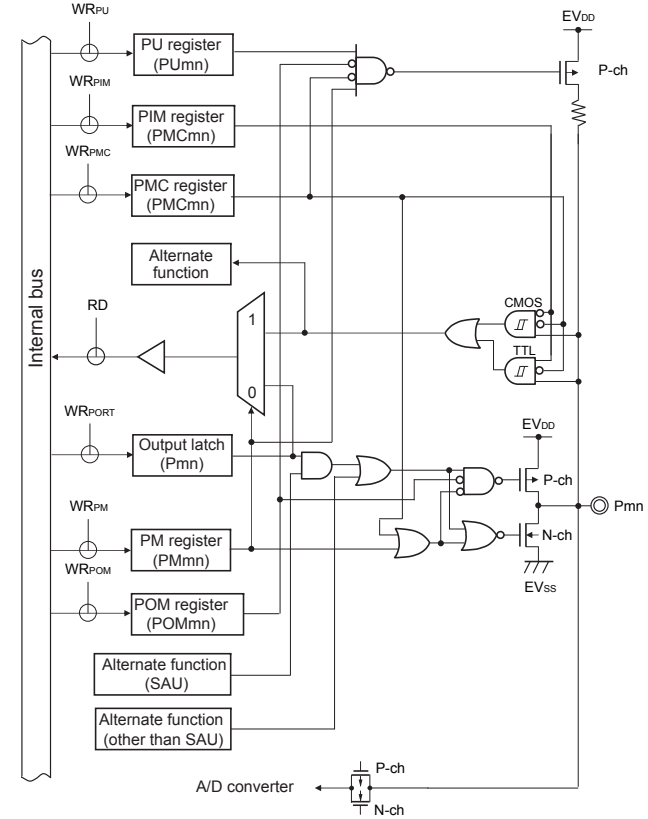 WRPU
PU register
(PUmn)
EVDD
P-ch
WRPIM
PIM register
(PMCmn)
WRPMC
PMC register
(PMCmn)
Alternate
function
Internal bus
RD
1
0
CMOS
TTL
WRPORT
Output latch
(Pmn)
EVDD
P-ch
Pmn
N-ch
EVSS
WRPM
PM register
(PMmn)
WRPOM
POM register
(POMmn)
Alternate function
(SAU)
Alternate function
(other than SAU)
A/D converter
P-ch
N-ch